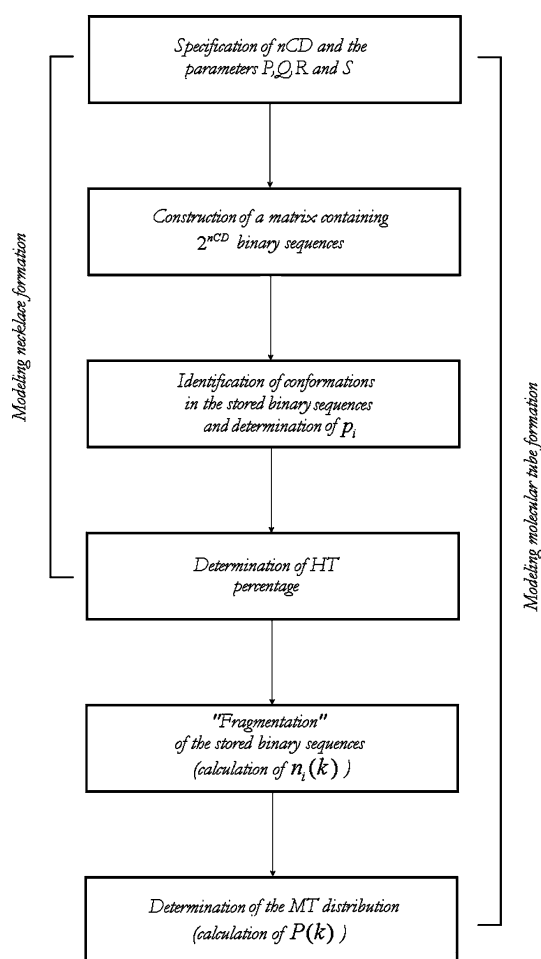 Specification of nCD and the
parameters P,Q,R and S
Construction of a matrix containing
2^{nCD} binary sequences
Identification of conformations
in the stored binary sequences
and determination of p_i
Determination of HT
percentage
"Fragmentation"
of the stored binary sequences
(calculation of n_i(k) )
Determination of the MT distribution
(calculation of P(k) )
Modeling necklace formation
Modeling molecular tube formation